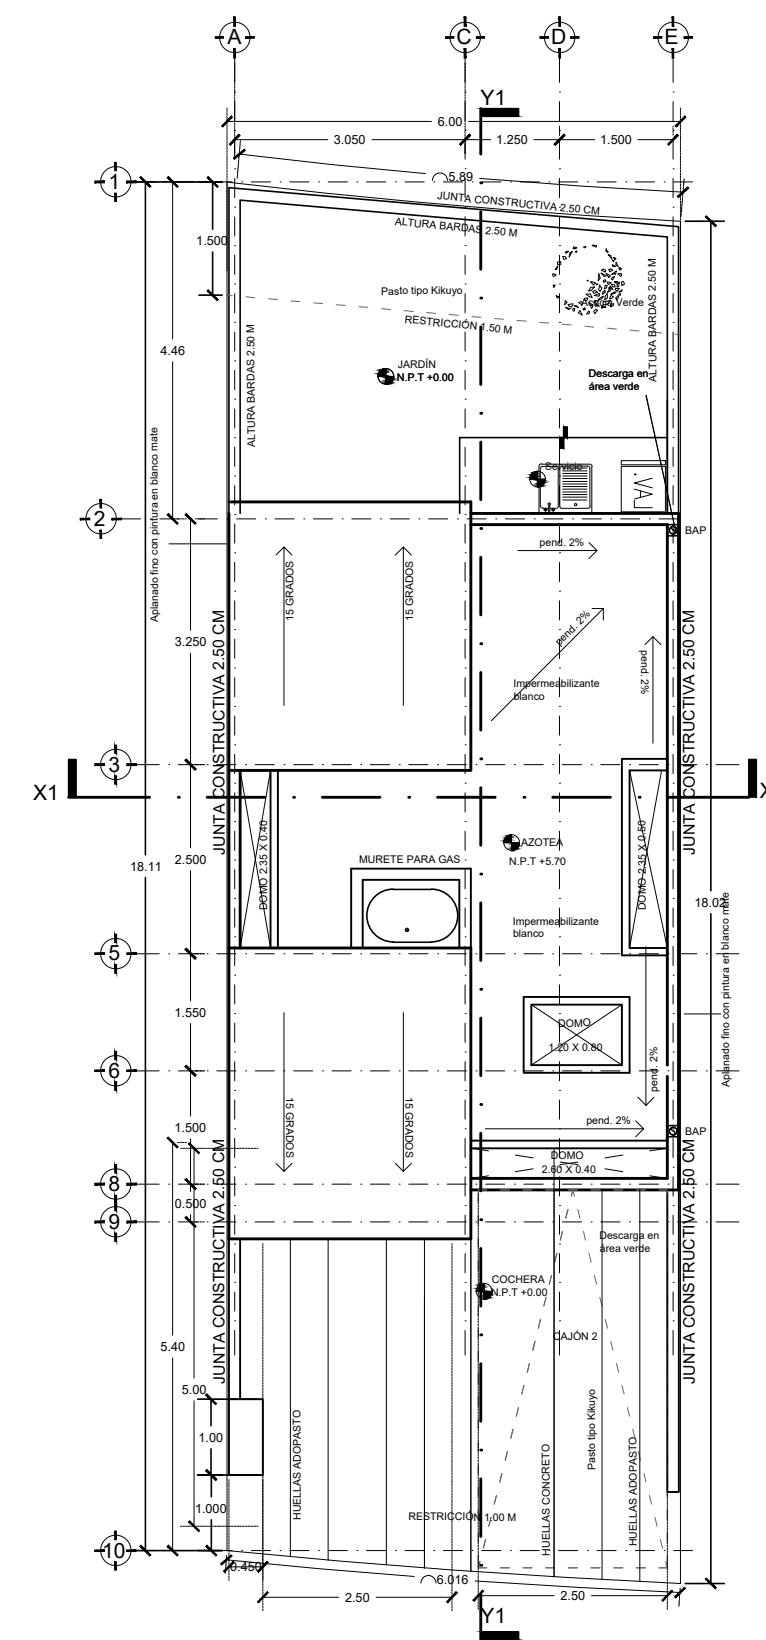 A
C
D
E
Y1
6.00
3.050
1.250
1.500
5.89
1
JUNTA CONSTRUCTIVA 2.50 CM
ALTURA BARDAS 2.50 M
1.500
Pasto tipo Kikuyo
Verde
RESTRICCIÓN 1.50 M
ALTURA BARDAS 2.50 M
ALTURA BARDAS 2.50 M
4.46
JARDÍN
N.P.T +0.00
Descarga en
área verde
Aplanado fino con pintura en blanco mate
Servicio
LAV.
2
BAP
pend. 2%
15 GRADOS
15 GRADOS
pend. 2%
pend. 2%
3.250
JUNTA CONSTRUCTIVA 2.50 CM
JUNTA CONSTRUCTIVA 2.50 CM
Impermeabilizante
blanco
3
X1
X
DOMO 2.35 X 0.40
MURETE PARA GAS
AZOTEA
N.P.T +5.70
DOMO 2.35 X 0.50
18.11
2.500
18.02
Impermeabilizante
blanco
Aplanado fino con pintura en blanco mate
5
1.550
DOMO
1.20 X 0.80
6
pend. 2%
1.500
15 GRADOS
15 GRADOS
pend. 2%
BAP
DOMO
2.60 X 0.40
8
0.500
9
JUNTA CONSTRUCTIVA 2.50 CM
JUNTA CONSTRUCTIVA 2.50 CM
Descarga en
área verde
COCHERA
N.P.T +0.00
CAJÓN 2
5.40
5.00
1.00
HUELLAS ADOPASTO
Pasto tipo Kikuyo
HUELLAS CONCRETO
HUELLAS ADOPASTO
1.000
RESTRICCIÓN 1.00 M
10
0.450
6.016
2.50
2.50
Y1